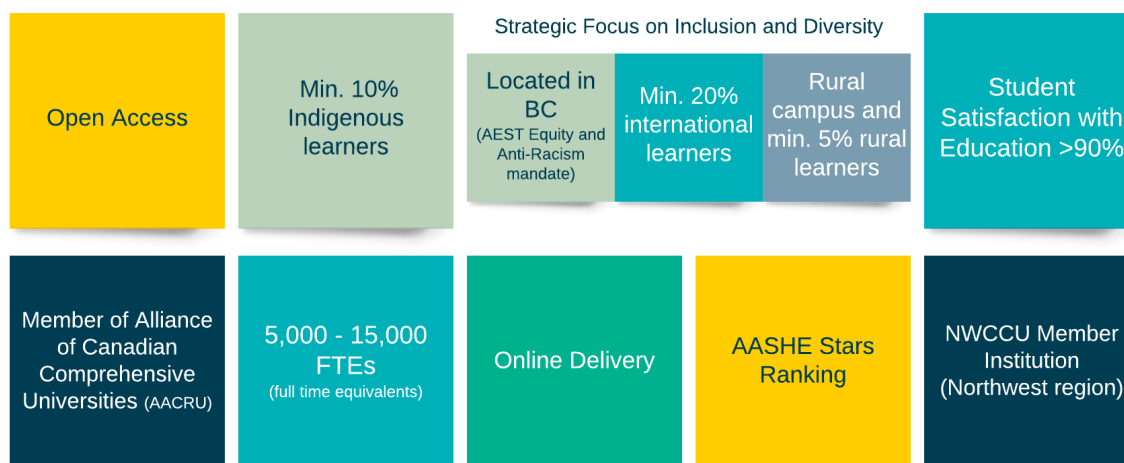 Strategic Focus on Inclusion and Diversity
Open Access
Min. 10%
Indigenous
learners
Located in
BC
(AEST Equity and
Anti-Racism
mandate)
Min. 20%
international
learners
Rural
campus and
min. 5% rural
learners
Student
Satisfaction with
Education >90%
Member of Alliance
of Canadian
Comprehensive
Universities (AACRU)
5,000 - 15,000
FTEs
(full time equivalents)
Online Delivery
AASHE Stars
Ranking
NWCCU Member
Institution
(Northwest region)